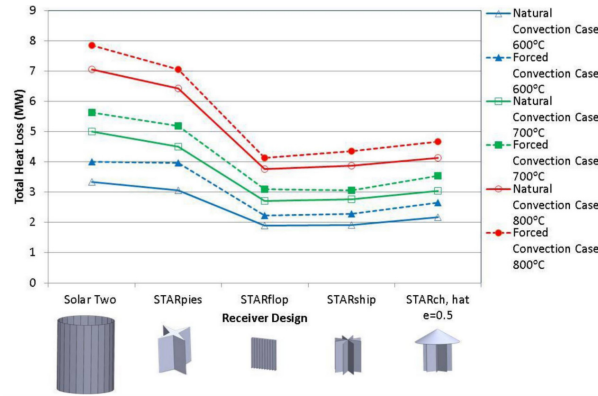 9
8
7
6
5
4
3
2
1
0
Total Heat Loss (MW)
Solar Two
STARpies
STARflop
STARship
STARch, hat
e=0.5
Receiver Design
Natural
Convection Case
600°C
Forced
Convection Case
600°C
Natural
Convection Case
700°C
Forced
Convection Case
700°C
Natural
Convection Case
800°C
Forced
Convection Case
800°C